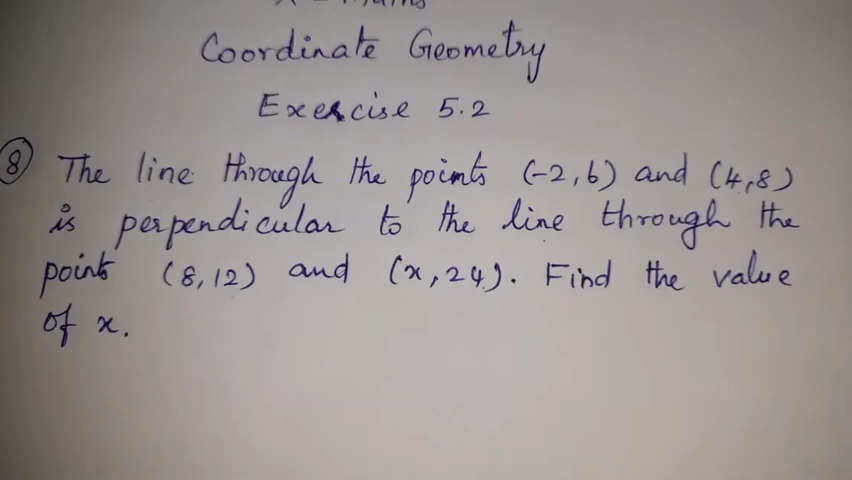 Coordinate Geometry
Exercise 5.2
8 The line through the points (-2,6) and (4,8)
is perpendicular to the line through the
point (8,12) and (x,24). Find the value
of x.